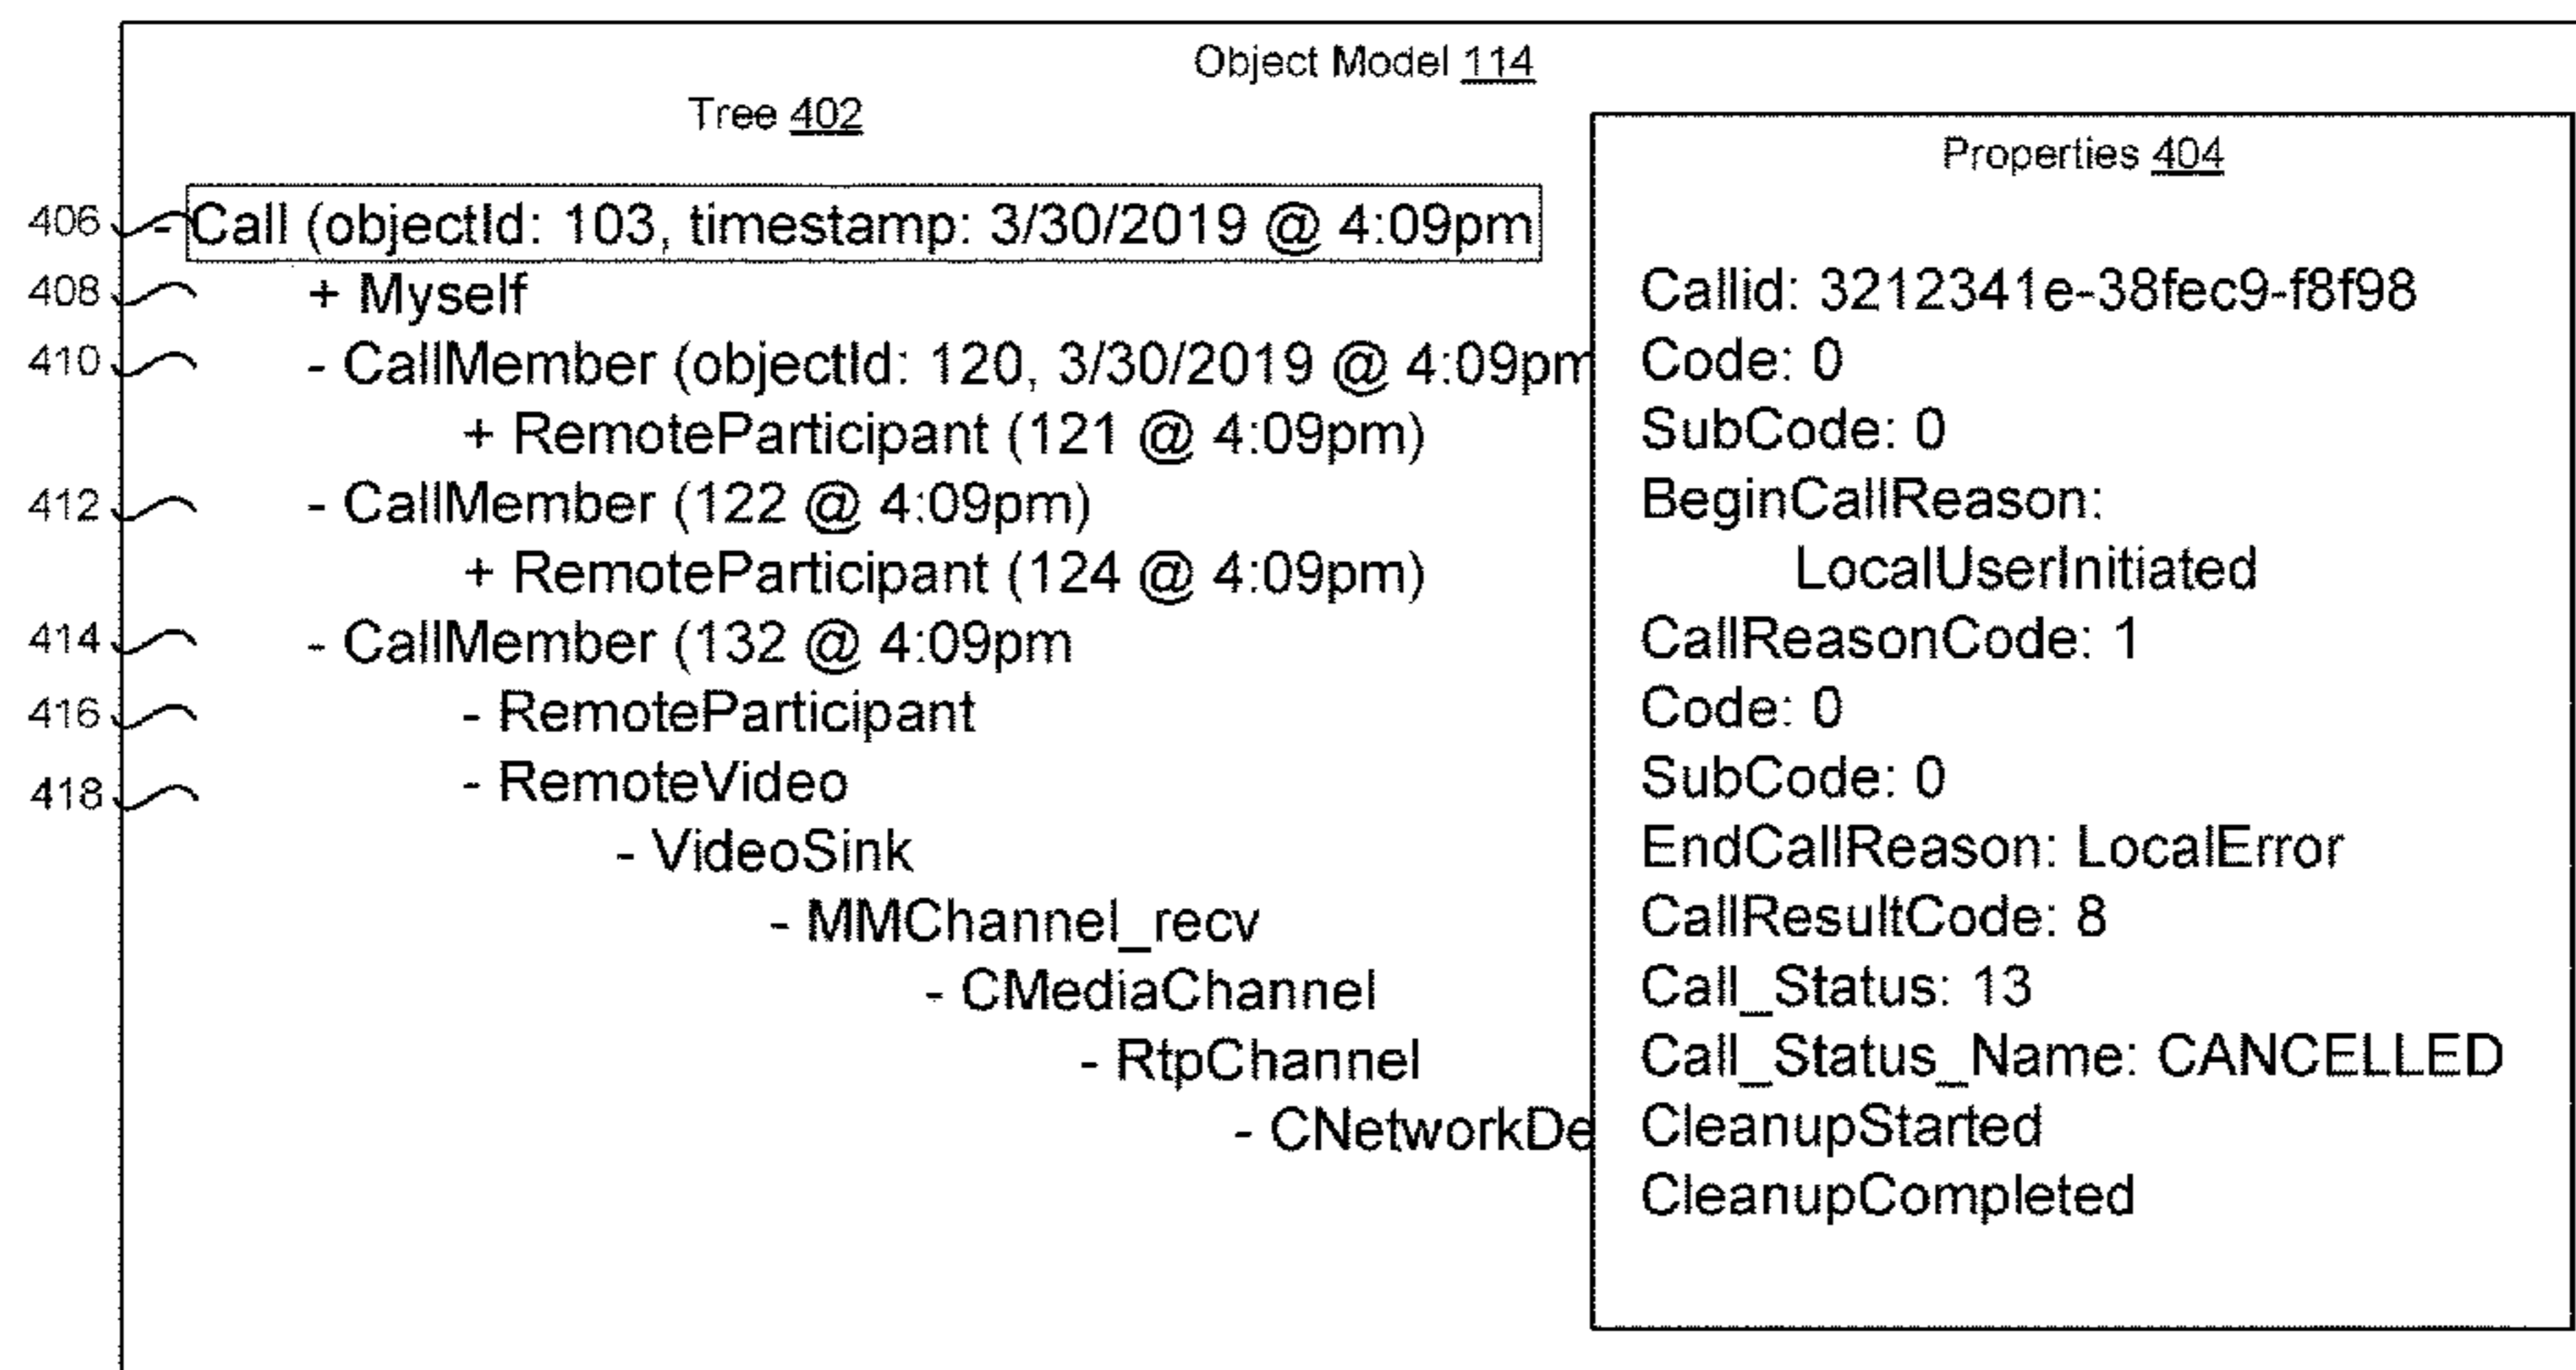 Object Model 114
Tree 402
406 - Call (objectId: 103, timestamp: 3/30/2019 @ 4:09pm
408 + Myself
410 - CallMember (objectId: 120, 3/30/2019 @ 4:09pm
+ RemoteParticipant (121 @ 4:09pm)
412 - CallMember (122 @ 4:09pm)
+ RemoteParticipant (124 @ 4:09pm)
414 - CallMember (132 @ 4:09pm
416 - RemoteParticipant
418 - RemoteVideo
- VideoSink
- MMChannel_recv
- CMediaChannel
- RtpChannel
- CNetworkDe
Properties 404
Callid: 3212341e-38fec9-f8f98
Code: 0
SubCode: 0
BeginCallReason:
LocalUserInitiated
CallReasonCode: 1
Code: 0
SubCode: 0
EndCallReason: LocalError
CallResultCode: 8
Call_Status: 13
Call_Status_Name: CANCELLED
CleanupStarted
CleanupCompleted